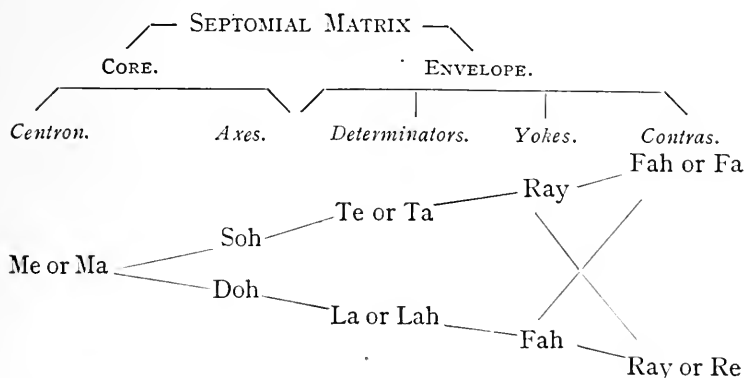 SEPTOMIAL MATRIX
CORE. ENVELOPE.
Centron. Axes. Determinators. Yokes. Contras.
Fah or Fa
Te or Ta Ray
Soh
Me or Ma
Doh
La or Lah Fah
Ray or Re